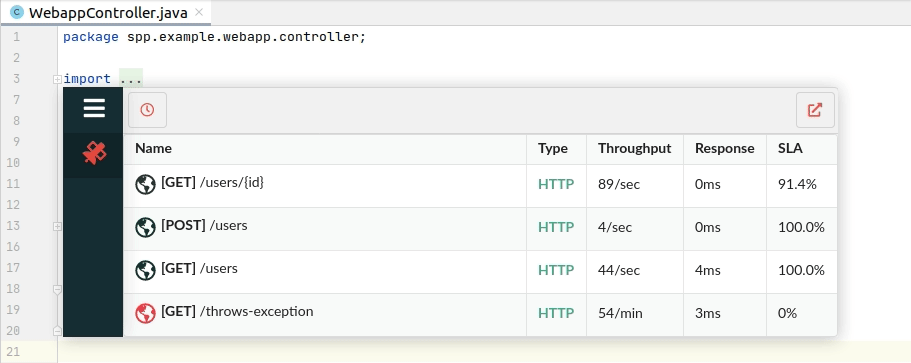 WebappController.java
1 package spp.example.webapp.controller;
2
3 import ...
7
8
9
10
11
12
13
16
17
18
19
20
21
Name Type Throughput Response SLA
[GET] /users/{id} HTTP 89/sec 0ms 91.4%
[POST] /users HTTP 4/sec 0ms 100.0%
[GET] /users HTTP 44/sec 4ms 100.0%
[GET] /throws-exception HTTP 54/min 3ms 0%